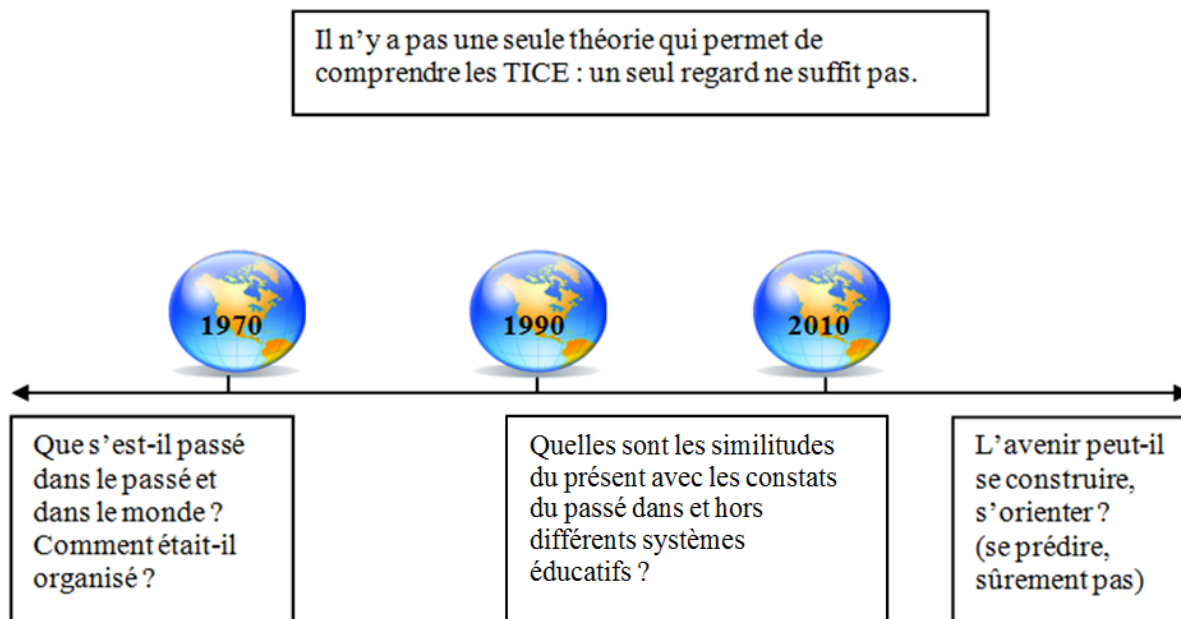 Il n’y a pas une seule théorie qui permet de
comprendre les TICE : un seul regard ne suffit pas.
1970
1990
2010
Que s’est-il passé
dans le passé et
dans le monde ?
Comment était-il
organisé ?
Quelles sont les similitudes
du présent avec les constats
du passé dans et hors
différents systèmes
éducatifs ?
L’avenir peut-il
se construire,
s’orienter ?
(se prédire,
sûrement pas)